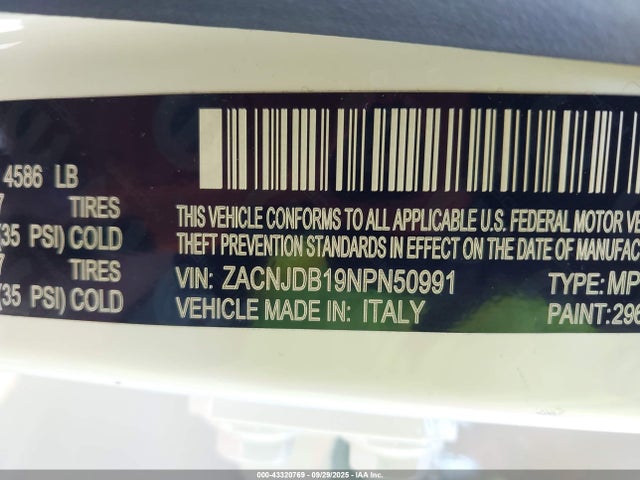 4586 LB
TIRES
(35 PSI) COLD
TIRES
(35 PSI) COLD
THIS VEHICLE CONFORMS TO ALL APPLICABLE U.S. FEDERAL MOTOR
THEFT PREVENTION STANDARDS IN EFFECT ON THE DATE OF
VIN: ZACNJDB19NPN50991 TYPE: MP
VEHICLE MADE IN: ITALY PAINT: 296
000-43320769 - 09/29/2025 - IAA Inc.